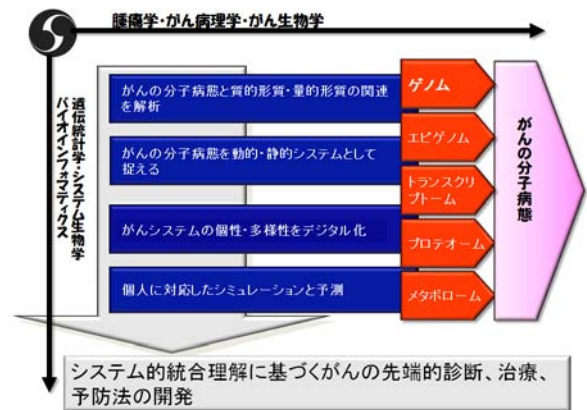 腫瘍学・がん病理学・がん生物学
遺伝統計学・システム生物学
バイオインフォマティクス
がんの分子病態と質的形質・量的形質の関連
を解析
がんの分子病態を動的・静的システムとして
捉える
がんシステムの個性・多様性をデジタル化
個人に対応したシミュレーションと予測
ゲノム
エピゲノム
トランスクリ
プトーム
プロテオーム
メタボローム
がんの分子病態
システム的統合理解に基づくがんの先端的診断、治療、
予防法の開発